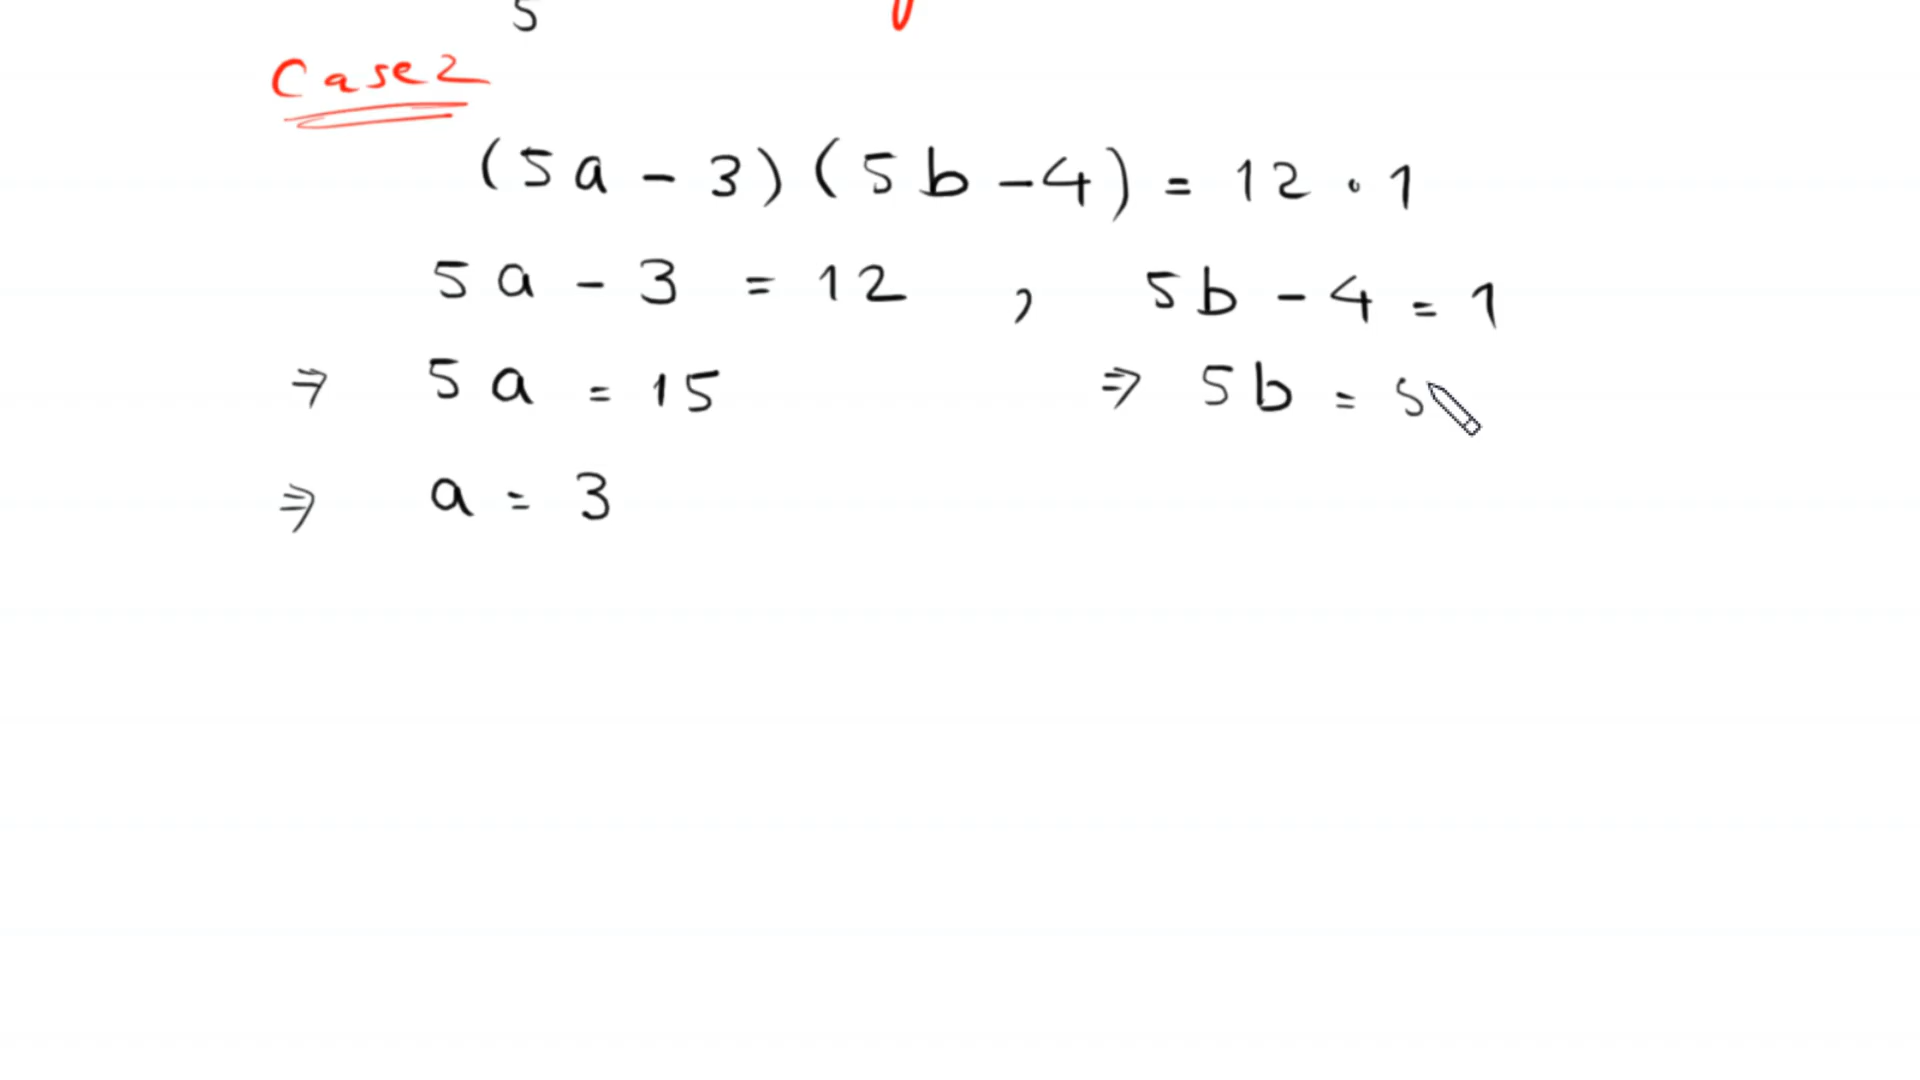 5
Case 2
(5a - 3)(5b - 4) = 12 · 1
5a - 3 = 12 , 5b - 4 = 1
⇒ 5a = 15 ⇒ 5b = 5
⇒ a = 3